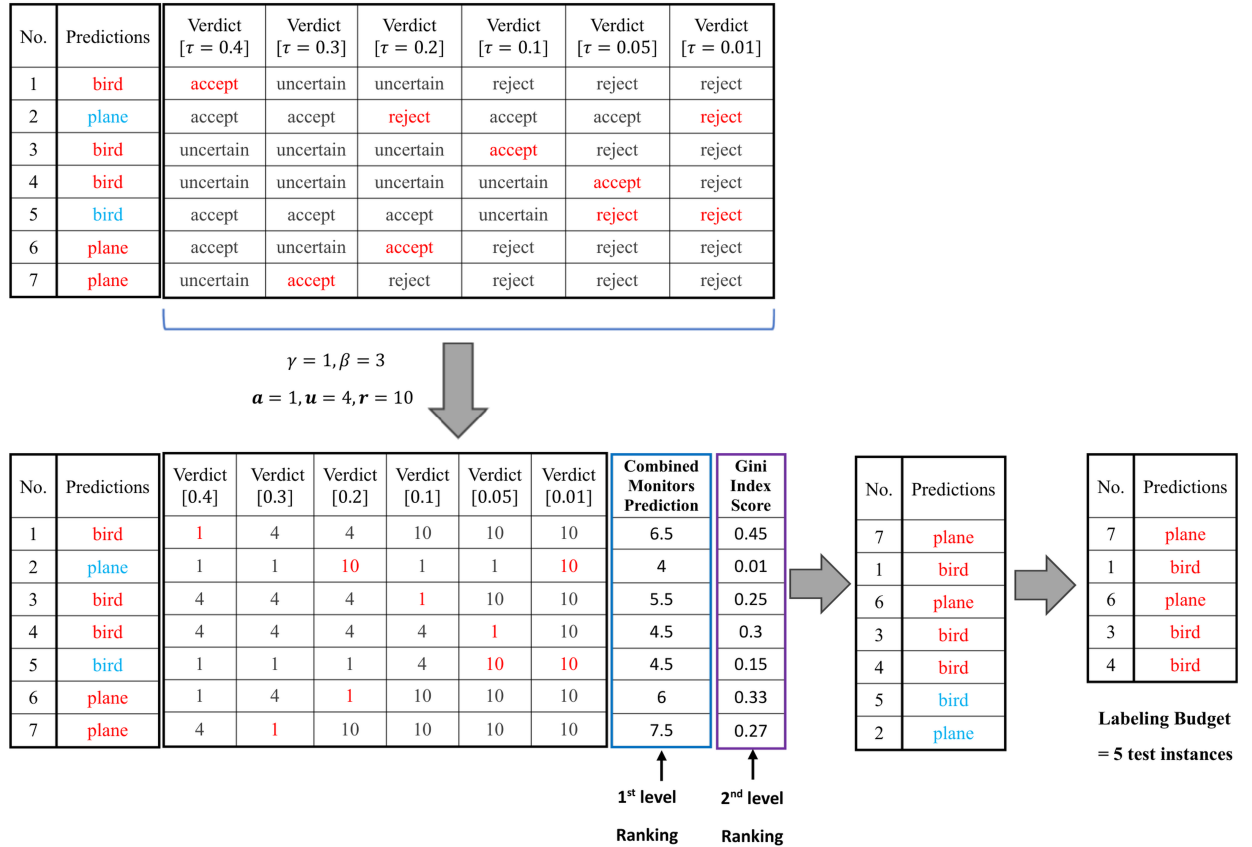 No. Predictions Verdict [τ = 0.4] Verdict [τ = 0.3] Verdict [τ = 0.2] Verdict [τ = 0.1] Verdict [τ = 0.05] Verdict [τ = 0.01]
1 bird accept uncertain uncertain reject reject reject
2 plane accept accept reject accept accept reject
3 bird uncertain uncertain uncertain accept reject reject
4 bird uncertain uncertain uncertain uncertain accept reject
5 bird accept accept accept uncertain reject reject
6 plane accept uncertain accept reject reject reject
7 plane uncertain accept reject reject reject reject
γ = 1, β = 3
a = 1, u = 4, r = 10
No. Predictions Verdict [0.4] Verdict [0.3] Verdict [0.2] Verdict [0.1] Verdict [0.05] Verdict [0.01] Combined Monitors Prediction Gini Index Score
1 bird 1 4 4 10 10 10 6.5 0.45
2 plane 1 1 10 1 1 10 4 0.01
3 bird 4 4 4 1 10 10 5.5 0.25
4 bird 4 4 4 4 1 10 4.5 0.3
5 bird 1 1 1 4 10 10 4.5 0.15
6 plane 1 4 1 10 10 10 6 0.33
7 plane 4 1 10 10 10 10 7.5 0.27
1st level
Ranking
2nd level
Ranking
No. Predictions
7 plane
1 bird
6 plane
3 bird
4 bird
5 bird
2 plane
No. Predictions
7 plane
1 bird
6 plane
3 bird
4 bird
Labeling Budget
= 5 test instances